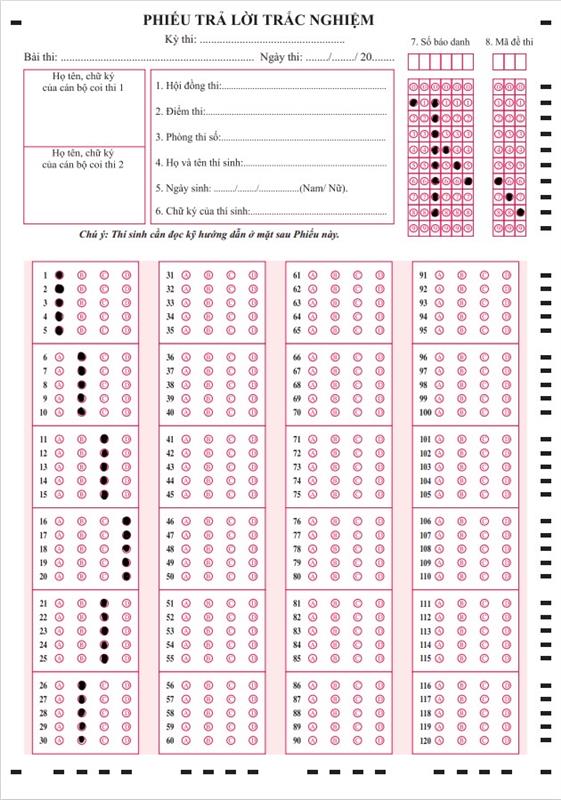 PHIẾU TRẢ LỜI TRẮC NGHIỆM
Kỳ thi: ................................................
Bài thi: ................................................................ Ngày thi: ......../......../ 20........
7. Số báo danh 8. Mã đề thi
Họ tên, chữ ký
của cán bộ coi thi 1
Họ tên, chữ ký
của cán bộ coi thi 2
1. Hội đồng thi:.......................................................
2. Điểm thi:............................................................
3. Phòng thi số:.......................................................
4. Họ và tên thí sinh:...............................................
5. Ngày sinh: ......../......../...............(Nam/ Nữ).
6. Chữ ký của thí sinh:.............................................
Chú ý: Thí sinh cần đọc kỹ hướng dẫn ở mặt sau Phiếu này.
1 B C D 31 A B C D 61 A B C D 91 A B C D
2 B C D 32 A B C D 62 A B C D 92 A B C D
3 B C D 33 A B C D 63 A B C D 93 A B C D
4 B C D 34 A B C D 64 A B C D 94 A B C D
5 B C D 35 A B C D 65 A B C D 95 A B C D
6 A C D 36 A B C D 66 A B C D 96 A B C D
7 A C D 37 A B C D 67 A B C D 97 A B C D
8 A C D 38 A B C D 68 A B C D 98 A B C D
9 A C D 39 A B C D 69 A B C D 99 A B C D
10 A C D 40 A B C D 70 A B C D 100 A B C D
11 A B D 41 A B C D 71 A B C D 101 A B C D
12 A B D 42 A B C D 72 A B C D 102 A B C D
13 A B D 43 A B C D 73 A B C D 103 A B C D
14 A B D 44 A B C D 74 A B C D 104 A B C D
15 A B D 45 A B C D 75 A B C D 105 A B C D
16 A B C 46 A B C D 76 A B C D 106 A B C D
17 A B C 47 A B C D 77 A B C D 107 A B C D
18 A B C 48 A B C D 78 A B C D 108 A B C D
19 A B C 49 A B C D 79 A B C D 109 A B C D
20 A B C 50 A B C D 80 A B C D 110 A B C D
21 A B D 51 A B C D 81 A B C D 111 A B C D
22 A B D 52 A B C D 82 A B C D 112 A B C D
23 A B D 53 A B C D 83 A B C D 113 A B C D
24 A B D 54 A B C D 84 A B C D 114 A B C D
25 A B D 55 A B C D 85 A B C D 115 A B C D
26 A C D 56 A B C D 86 A B C D 116 A B C D
27 A C D 57 A B C D 87 A B C D 117 A B C D
28 A C D 58 A B C D 88 A B C D 118 A B C D
29 A C D 59 A B C D 89 A B C D 119 A B C D
30 A C D 60 A B C D 90 A B C D 120 A B C D